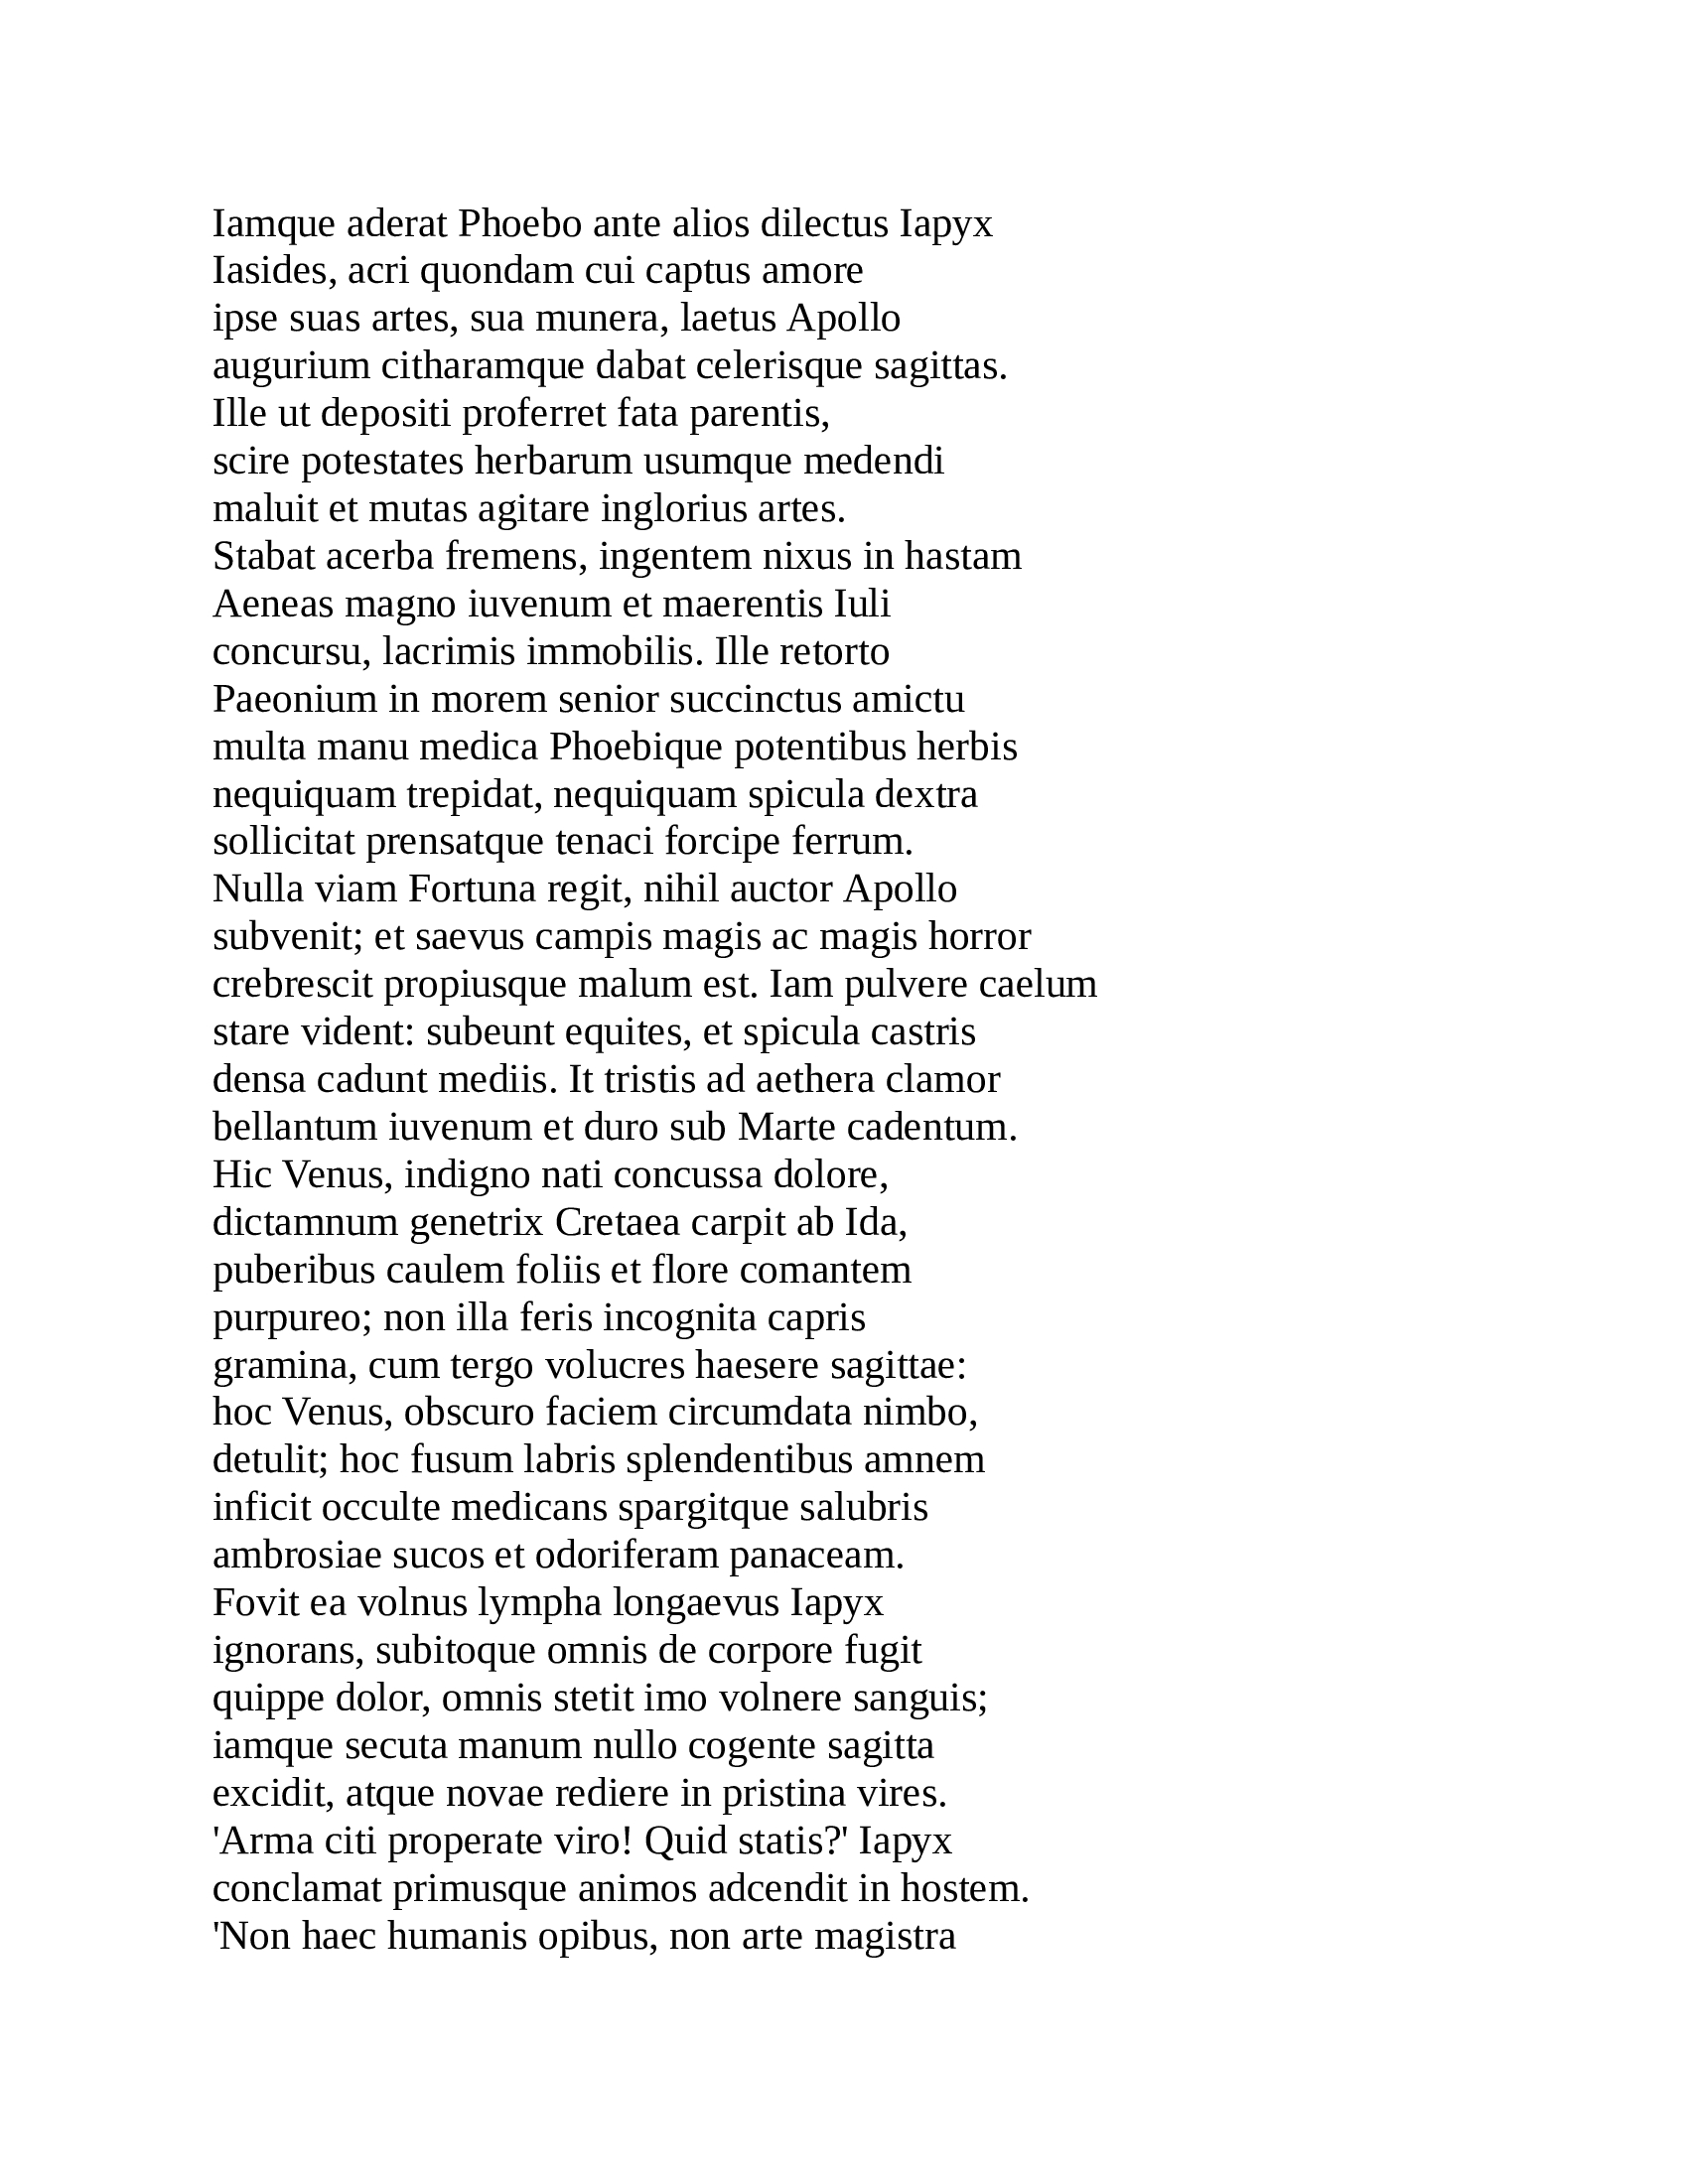 Iamque aderat Phoebo ante alios dilectus Iapyx
Iasides, acri quondam cui captus amore
ipse suas artes, sua munera, laetus Apollo
augurium citharamque dabat celerisque sagittas.
Ille ut depositi proferret fata parentis,
scire potestates herbarum usumque medendi
maluit et mutas agitare inglorius artes.
Stabat acerba fremens, ingentem nixus in hastam
Aeneas magno iuvenum et maerentis Iuli
concursu, lacrimis immobilis. Ille retorto
Paeonium in morem senior succinctus amictu
multa manu medica Phoebique potentibus herbis
nequiquam trepidat, nequiquam spicula dextra
sollicitat prensatque tenaci forcipe ferrum.
Nulla viam Fortuna regit, nihil auctor Apollo
subvenit; et saevus campis magis ac magis horror
crebrescit propiusque malum est. Iam pulvere caelum
stare vident: subeunt equites, et spicula castris
densa cadunt mediis. It tristis ad aethera clamor
bellantum iuvenum et duro sub Marte cadentum.
Hic Venus, indigno nati concussa dolore,
dictamnum genetrix Cretaea carpit ab Ida,
puberibus caulem foliis et flore comantem
purpureo; non illa feris incognita capris
gramina, cum tergo volucres haesere sagittae:
hoc Venus, obscuro faciem circumdata nimbo,
detulit; hoc fusum labris splendentibus amnem
inficit occulte medicans spargitque salubris
ambrosiae sucos et odoriferam panaceam.
Fovit ea volnus lympha longaevus Iapyx
ignorans, subitoque omnis de corpore fugit
quippe dolor, omnis stetit imo volnere sanguis;
iamque secuta manum nullo cogente sagitta
excidit, atque novae rediere in pristina vires.
'Arma citi properate viro! Quid statis?' Iapyx
conclamat primusque animos adcendit in hostem.
'Non haec humanis opibus, non arte magistra